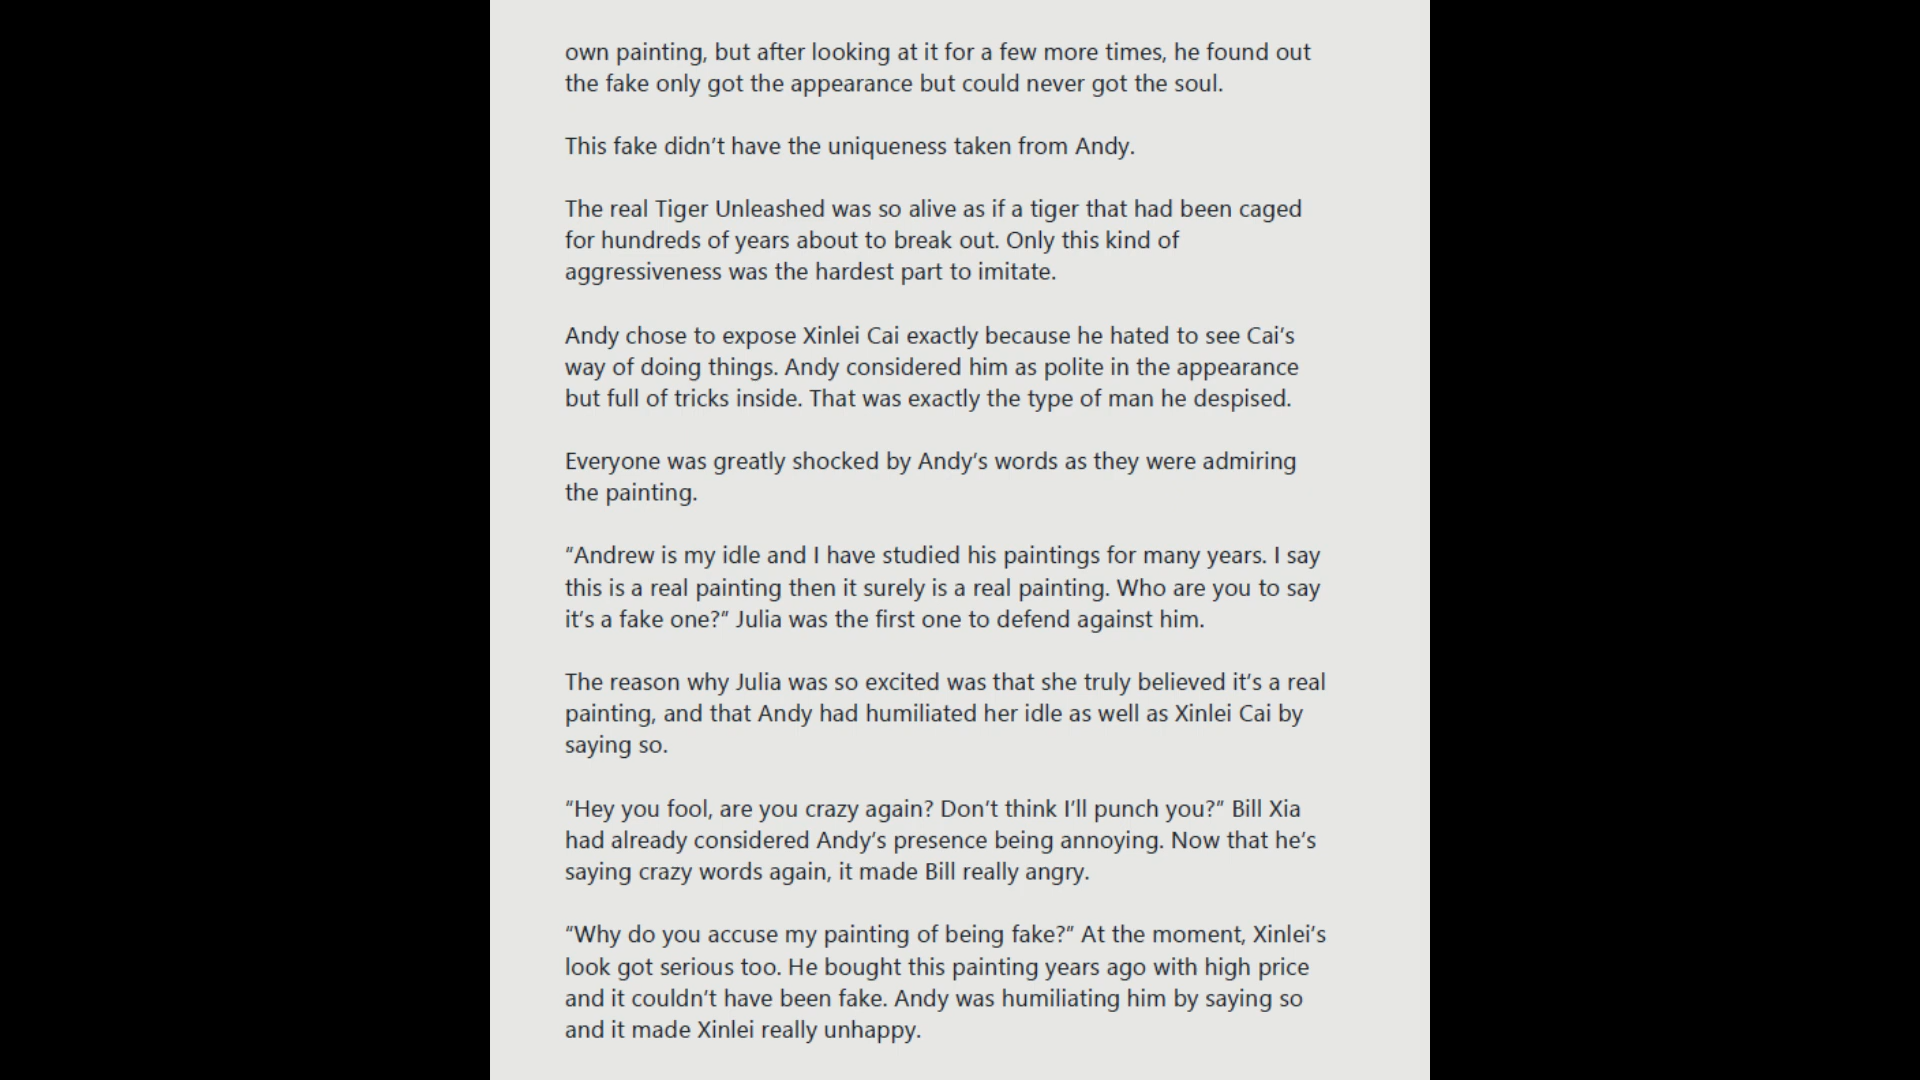 own painting, but after looking at it for a few more times, he found out
the fake only got the appearance but could never got the soul.
This fake didn’t have the uniqueness taken from Andy.
The real Tiger Unleashed was so alive as if a tiger that had been caged
for hundreds of years about to break out. Only this kind of
aggressiveness was the hardest part to imitate.
Andy chose to expose Xinlei Cai exactly because he hated to see Cai’s
way of doing things. Andy considered him as polite in the appearance
but full of tricks inside. That was exactly the type of man he despised.
Everyone was greatly shocked by Andy’s words as they were admiring
the painting.
“Andrew is my idle and I have studied his paintings for many years. I say
this is a real painting then it surely is a real painting. Who are you to say
it’s a fake one?” Julia was the first one to defend against him.
The reason why Julia was so excited was that she truly believed it’s a real
painting, and that Andy had humiliated her idle as well as Xinlei Cai by
saying so.
“Hey you fool, are you crazy again? Don’t think I’ll punch you?” Bill Xia
had already considered Andy’s presence being annoying. Now that he’s
saying crazy words again, it made Bill really angry.
“Why do you accuse my painting of being fake?” At the moment, Xinlei’s
look got serious too. He bought this painting years ago with high price
and it couldn’t have been fake. Andy was humiliating him by saying so
and it made Xinlei really unhappy.